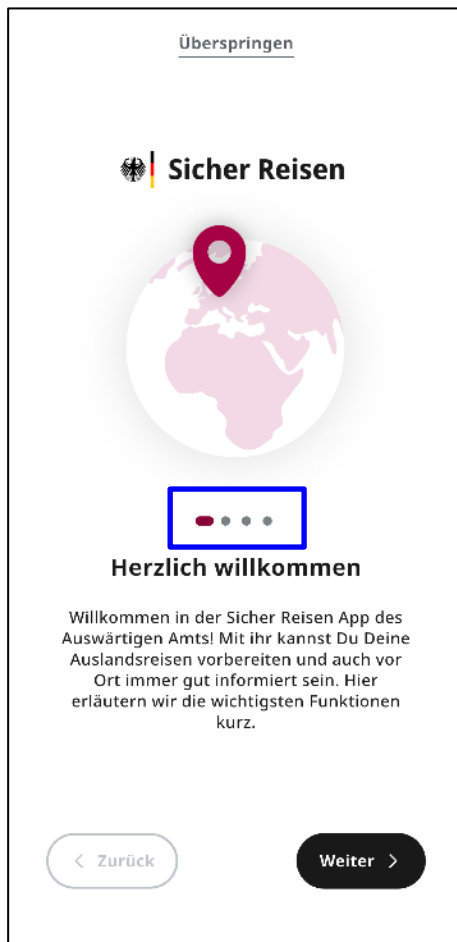 Überspringen
Sicher Reisen
Herzlich willkommen
Willkommen in der Sicher Reisen App des
Auswärtigen Amts! Mit ihr kannst Du Deine
Auslandsreisen vorbereiten und auch vor
Ort immer gut informiert sein. Hier
erläutern wir die wichtigsten Funktionen
kurz.
Zurück
Weiter